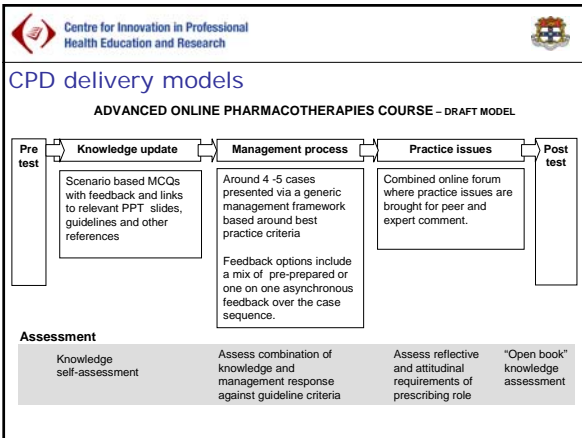 Centre for Innovation in Professional
Health Education and Research
CPD delivery models
ADVANCED ONLINE PHARMACOTHERAPIES COURSE – DRAFT MODEL
Pre
test
Knowledge update
Scenario based MCQs
with feedback and links
to relevant PPT slides,
guidelines and other
references
Management process
Around 4 -5 cases
presented via a generic
management framework
based around best
practice criteria
Feedback options include
a mix of pre-prepared or
one on one asynchronous
feedback over the case
sequence.
Practice issues
Combined online forum
where practice issues are
brought for peer and
expert comment.
Post
test
Assessment
Knowledge
self-assessment
Assess combination of
knowledge and
management response
against guideline criteria
Assess reflective
and attitudinal
requirements of
prescribing role
“Open book”
knowledge
assessment